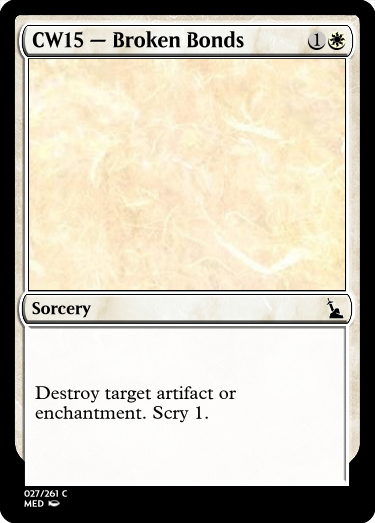 CW15 — Broken Bonds 1
Sorcery
Destroy target artifact or
enchantment. Scry 1.
027/261 C
MED